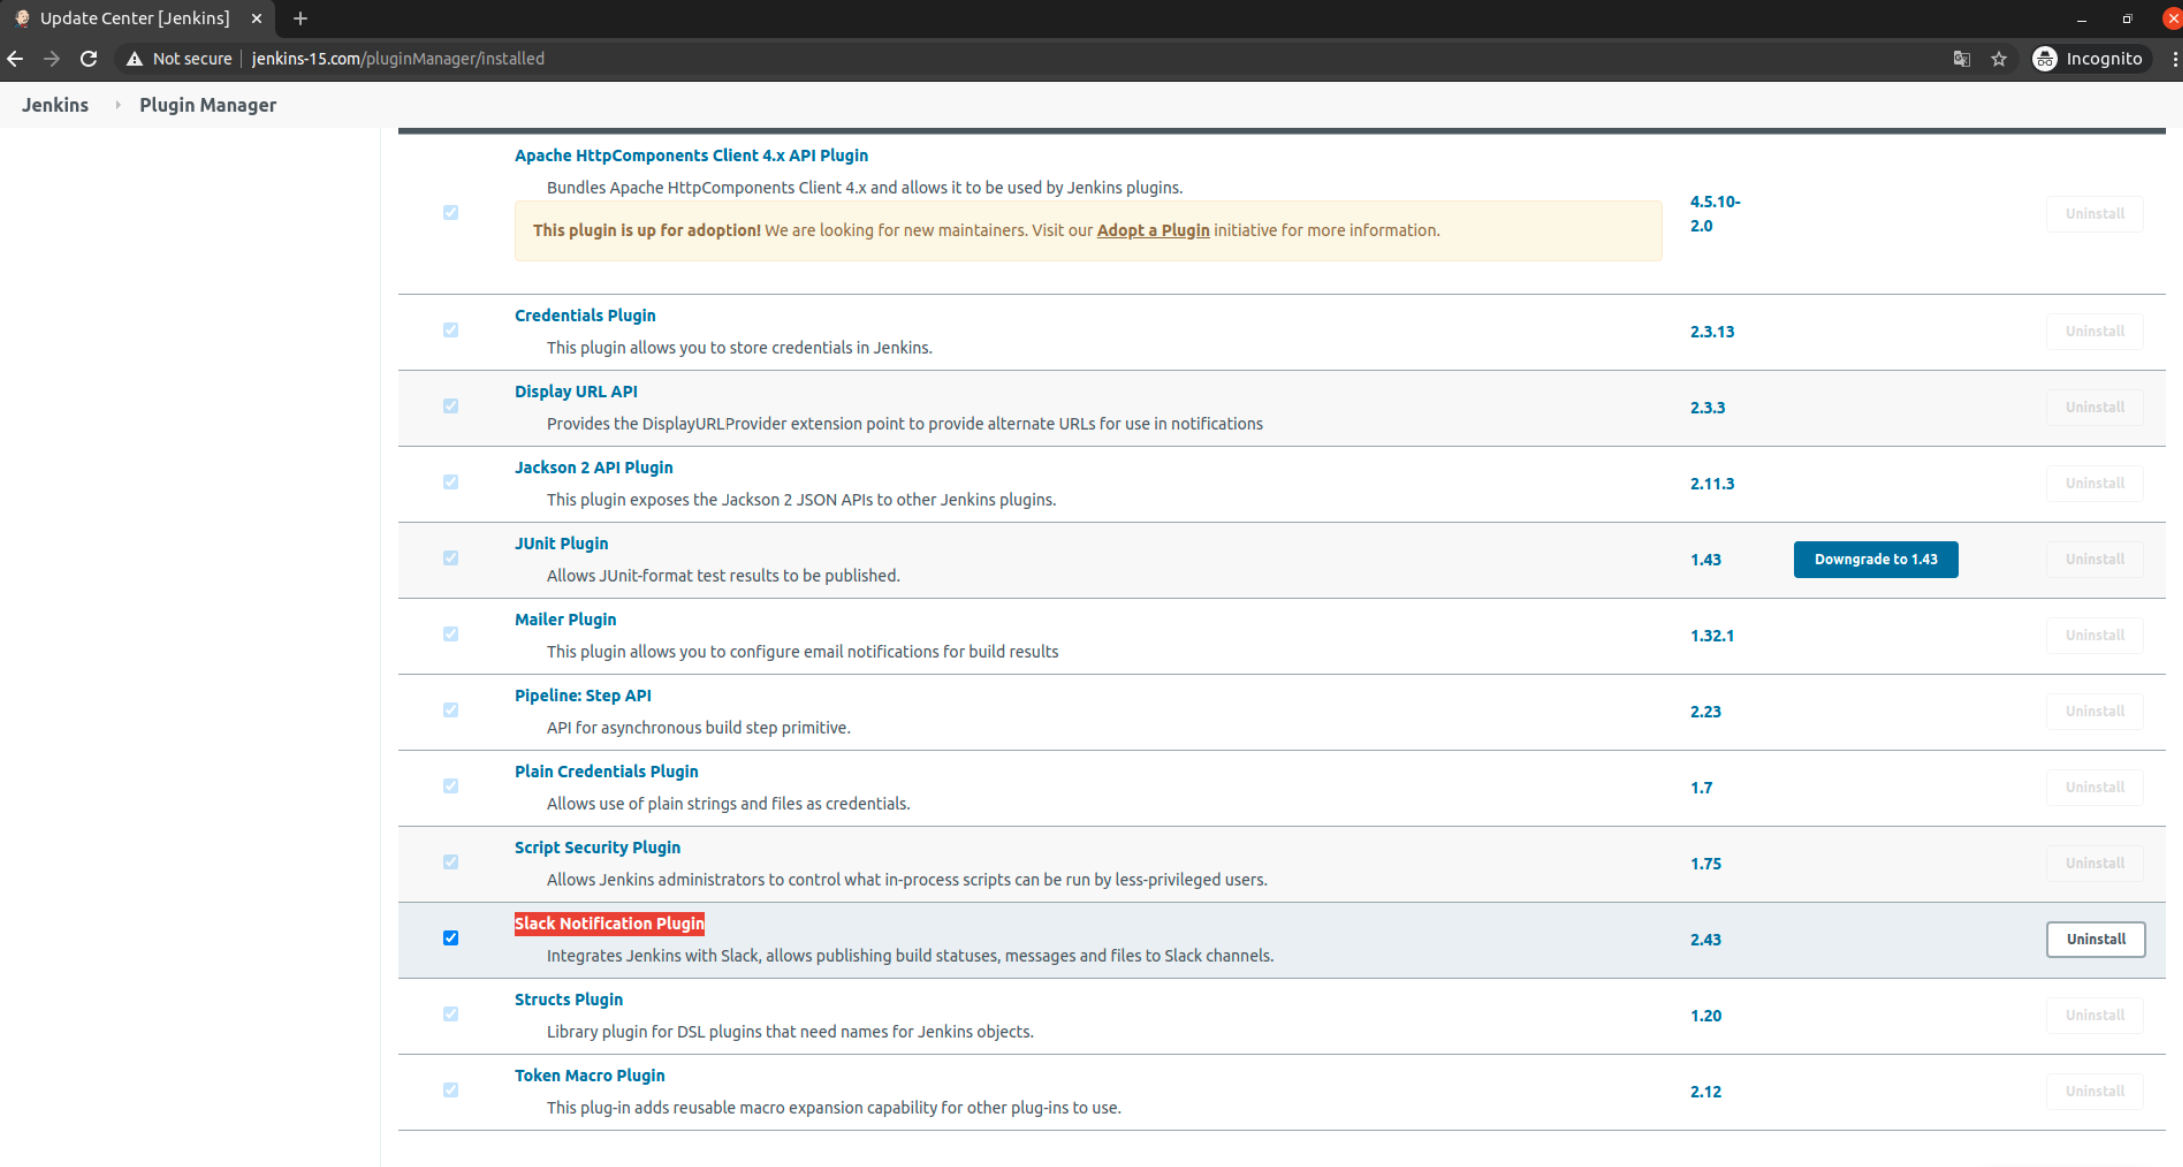 Update Center [Jenkins]
Not secure | jenkins-15.com/pluginManager/installed
Incognito
Jenkins
Plugin Manager
Apache HttpComponents Client 4.x API Plugin
Bundles Apache HttpComponents Client 4.x and allows it to be used by Jenkins plugins.
This plugin is up for adoption! We are looking for new maintainers. Visit our Adopt a Plugin initiative for more information.
4.5.10-
2.0
Uninstall
Credentials Plugin
This plugin allows you to store credentials in Jenkins.
2.3.13
Uninstall
Display URL API
Provides the DisplayURLProvider extension point to provide alternate URLs for use in notifications
2.3.3
Uninstall
Jackson 2 API Plugin
This plugin exposes the Jackson 2 JSON APIs to other Jenkins plugins.
2.11.3
Uninstall
JUnit Plugin
Allows JUnit-format test results to be published.
1.43
Downgrade to 1.43
Uninstall
Mailer Plugin
This plugin allows you to configure email notifications for build results
1.32.1
Uninstall
Pipeline: Step API
API for asynchronous build step primitive.
2.23
Uninstall
Plain Credentials Plugin
Allows use of plain strings and files as credentials.
1.7
Uninstall
Script Security Plugin
Allows Jenkins administrators to control what in-process scripts can be run by less-privileged users.
1.75
Uninstall
Slack Notification Plugin
Integrates Jenkins with Slack, allows publishing build statuses, messages and files to Slack channels.
2.43
Uninstall
Structs Plugin
Library plugin for DSL plugins that need names for Jenkins objects.
1.20
Uninstall
Token Macro Plugin
This plug-in adds reusable macro expansion capability for other plug-ins to use.
2.12
Uninstall